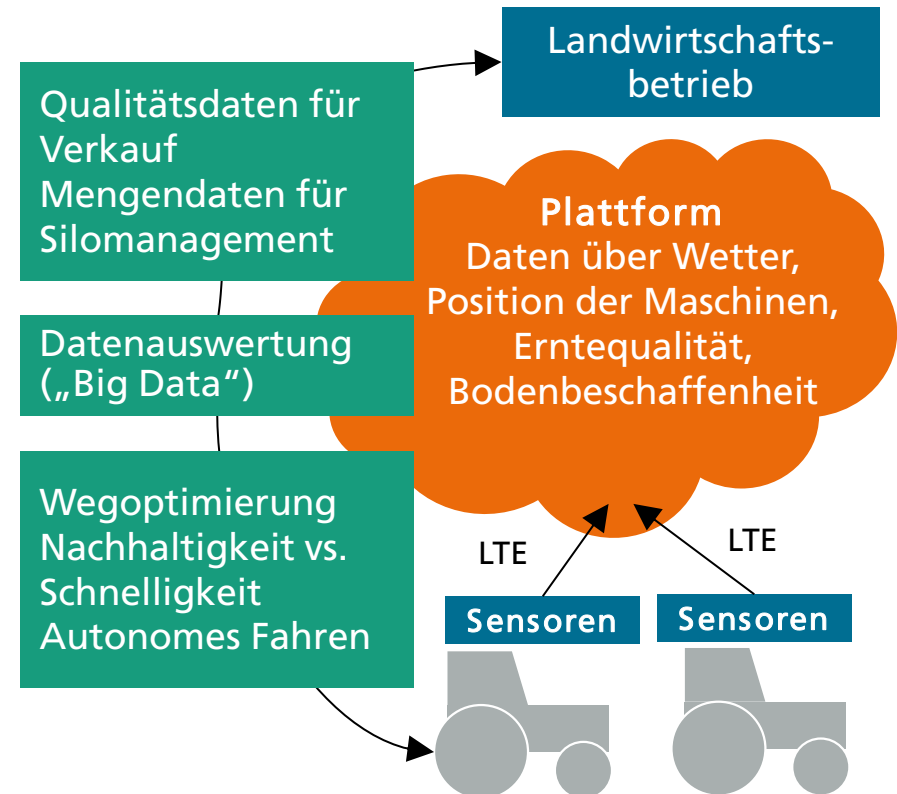 Landwirtschafts-
betrieb
Qualitätsdaten für
Verkauf
Mengendaten für
Silomanagement
Plattform
Daten über Wetter,
Position der Maschinen,
Erntequalität,
Bodenbeschaffenheit
Datenauswertung
(„Big Data“)
Wegoptimierung
Nachhaltigkeit vs.
Schnelligkeit
Autonomes Fahren
LTE
LTE
Sensoren
Sensoren